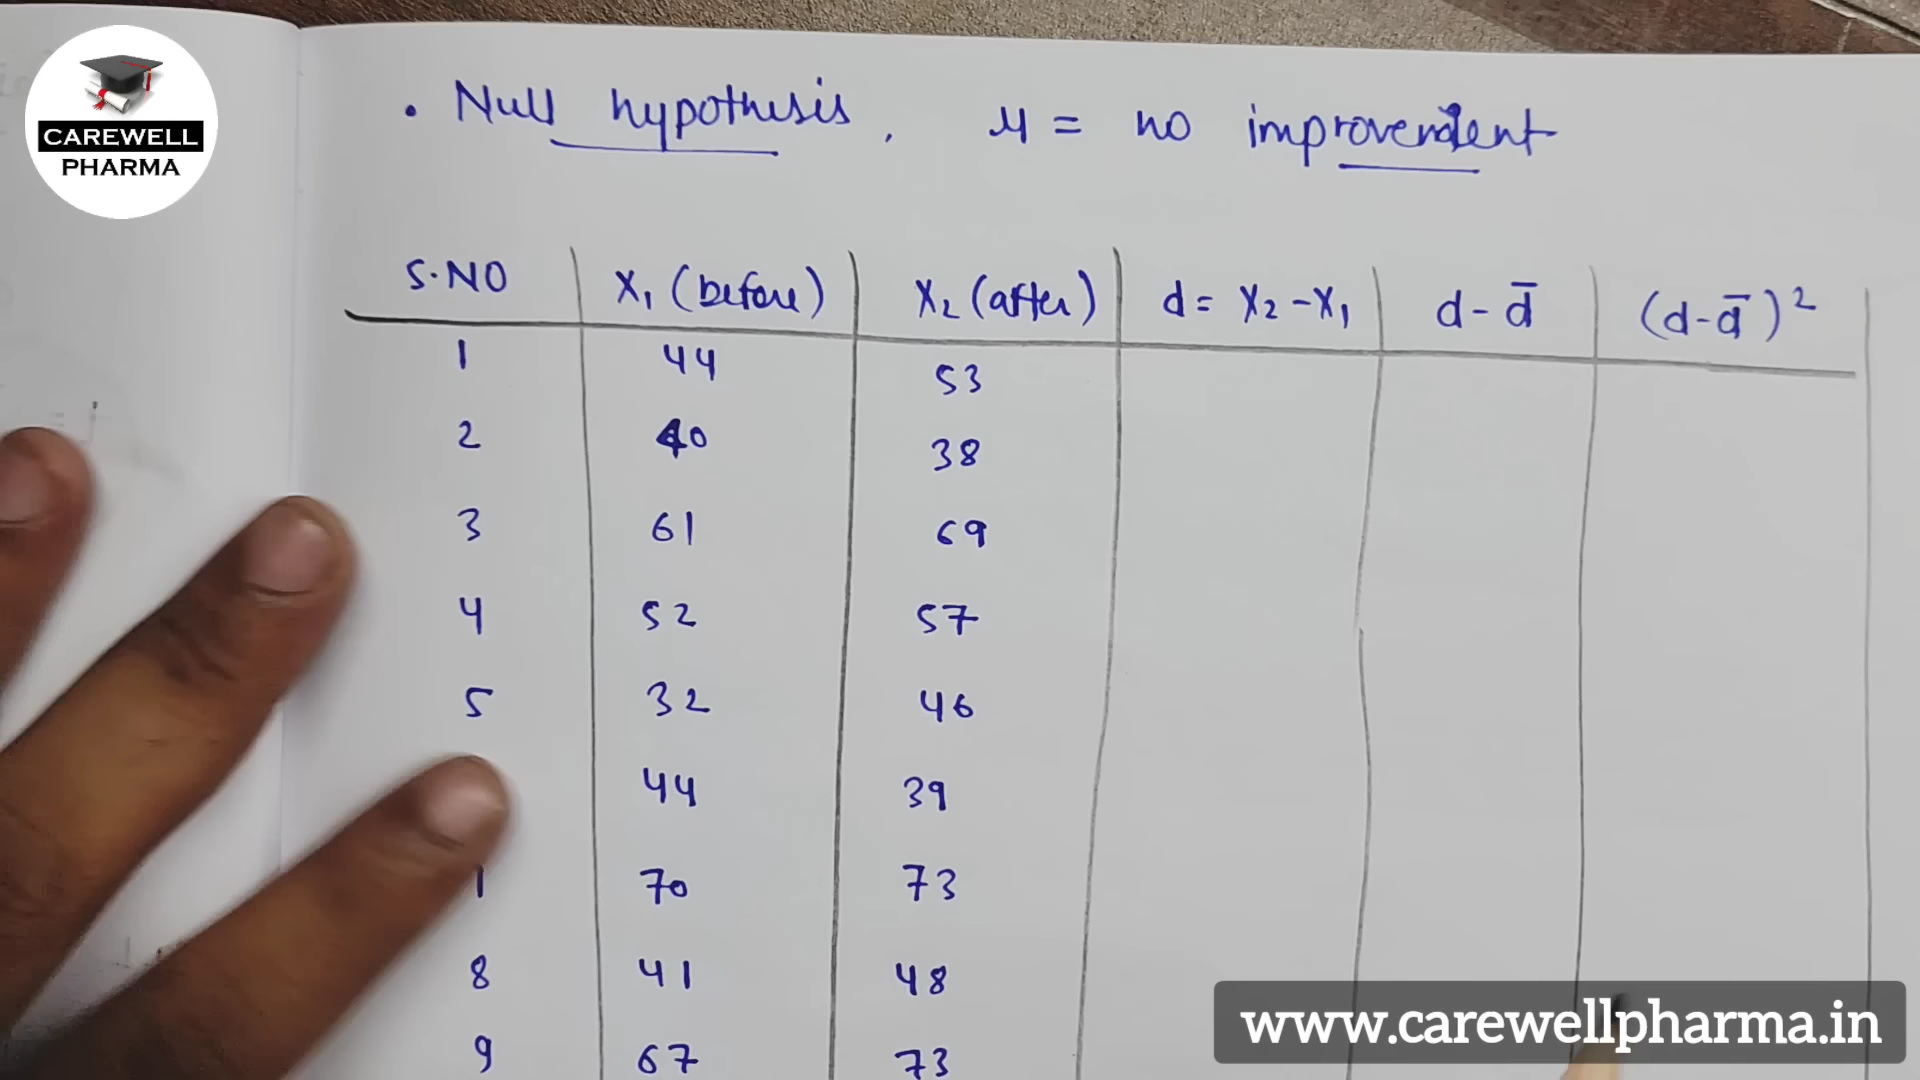 CAREWELL
PHARMA
• Null hypothesis, μ = no improvement
S.NO X₁ (before) X₂ (after) d = X₂ - X₁ d - d̄ (d - d̄)²
1 44 53
2 40 38
3 61 69
4 52 57
5 32 46
44 39
70 73
8 41 48
9 67 73
www.carewellpharma.in